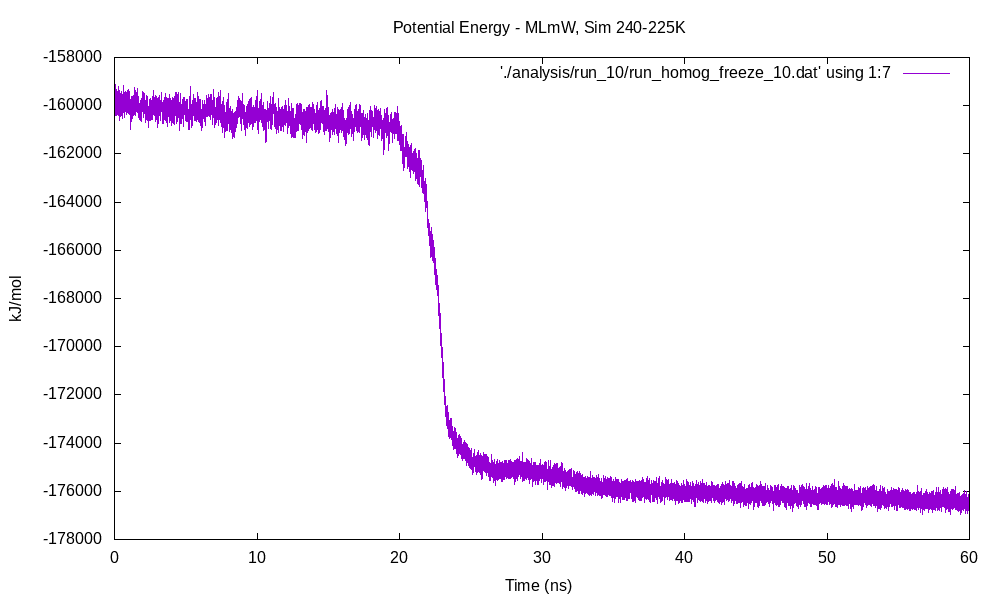 Potential Energy - MLmW, Sim 240-225K
'./analysis/run_10/run_homog_freeze_10.dat' using 1:7
-158000
-160000
-162000
-164000
-166000
-168000
-170000
-172000
-174000
-176000
-178000
kJ/mol
0 10 20 30 40 50 60
Time (ns)